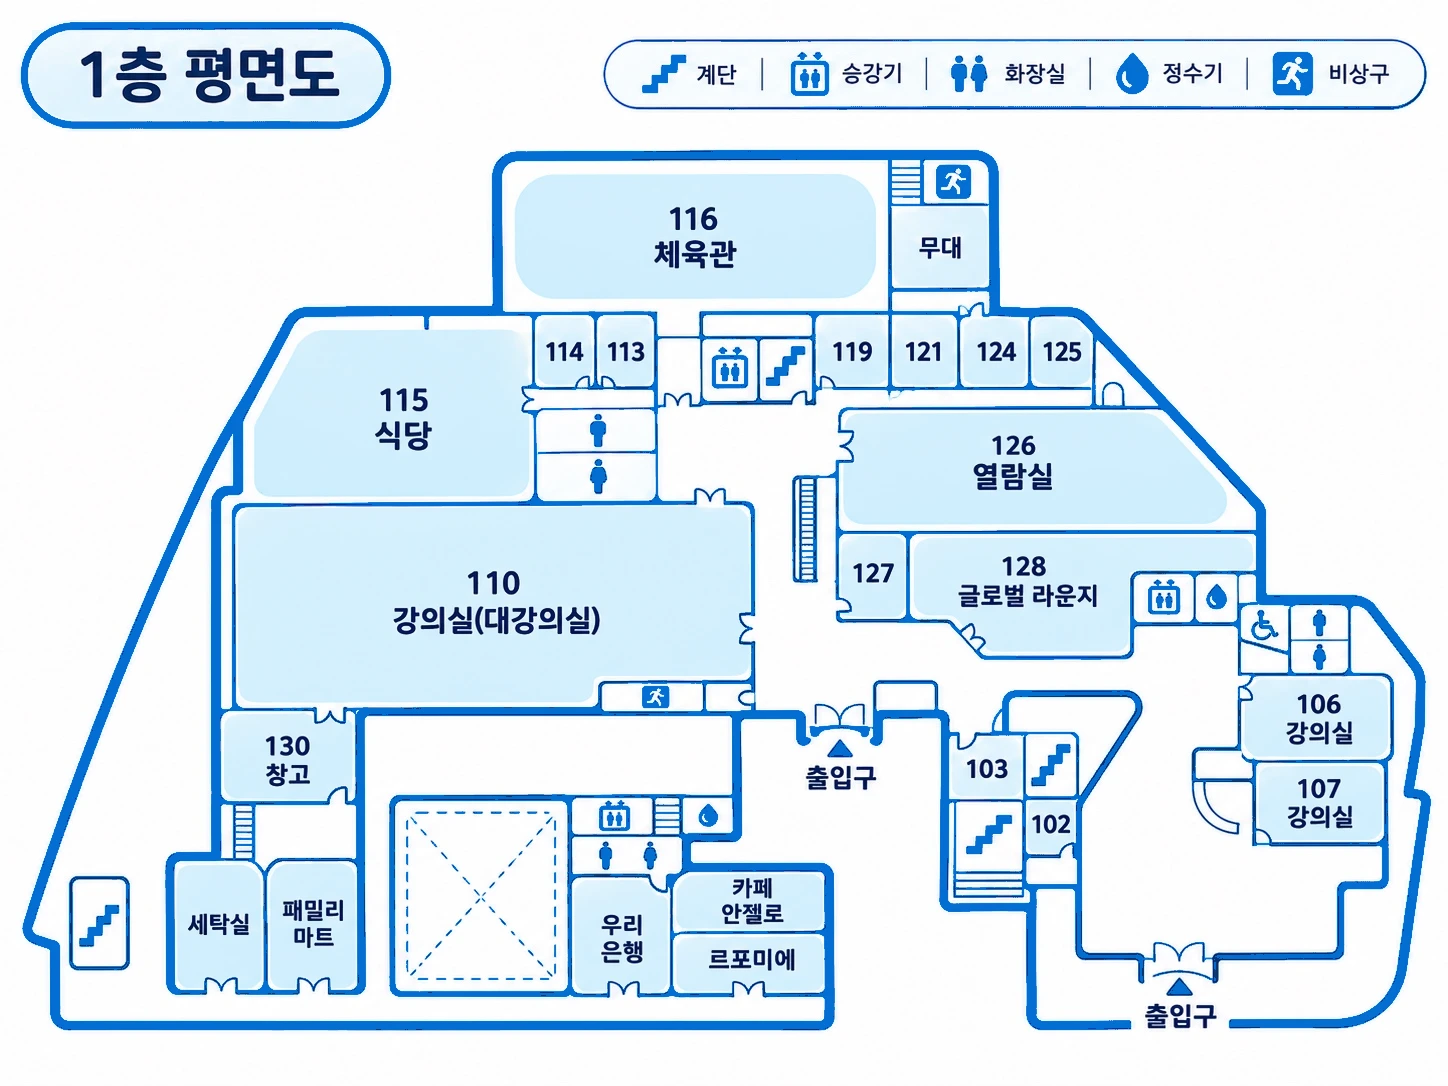 1층 평면도
계단
승강기
화장실
정수기
비상구
116
체육관
무대
114
113
119
121
124
125
115
식당
126
열람실
110
강의실(대강의실)
127
128
글로벌 라운지
106
강의실
107
강의실
130
창고
출입구
103
102
세탁실
패밀리
마트
우리
은행
카페
안젤로
르포미에
출입구